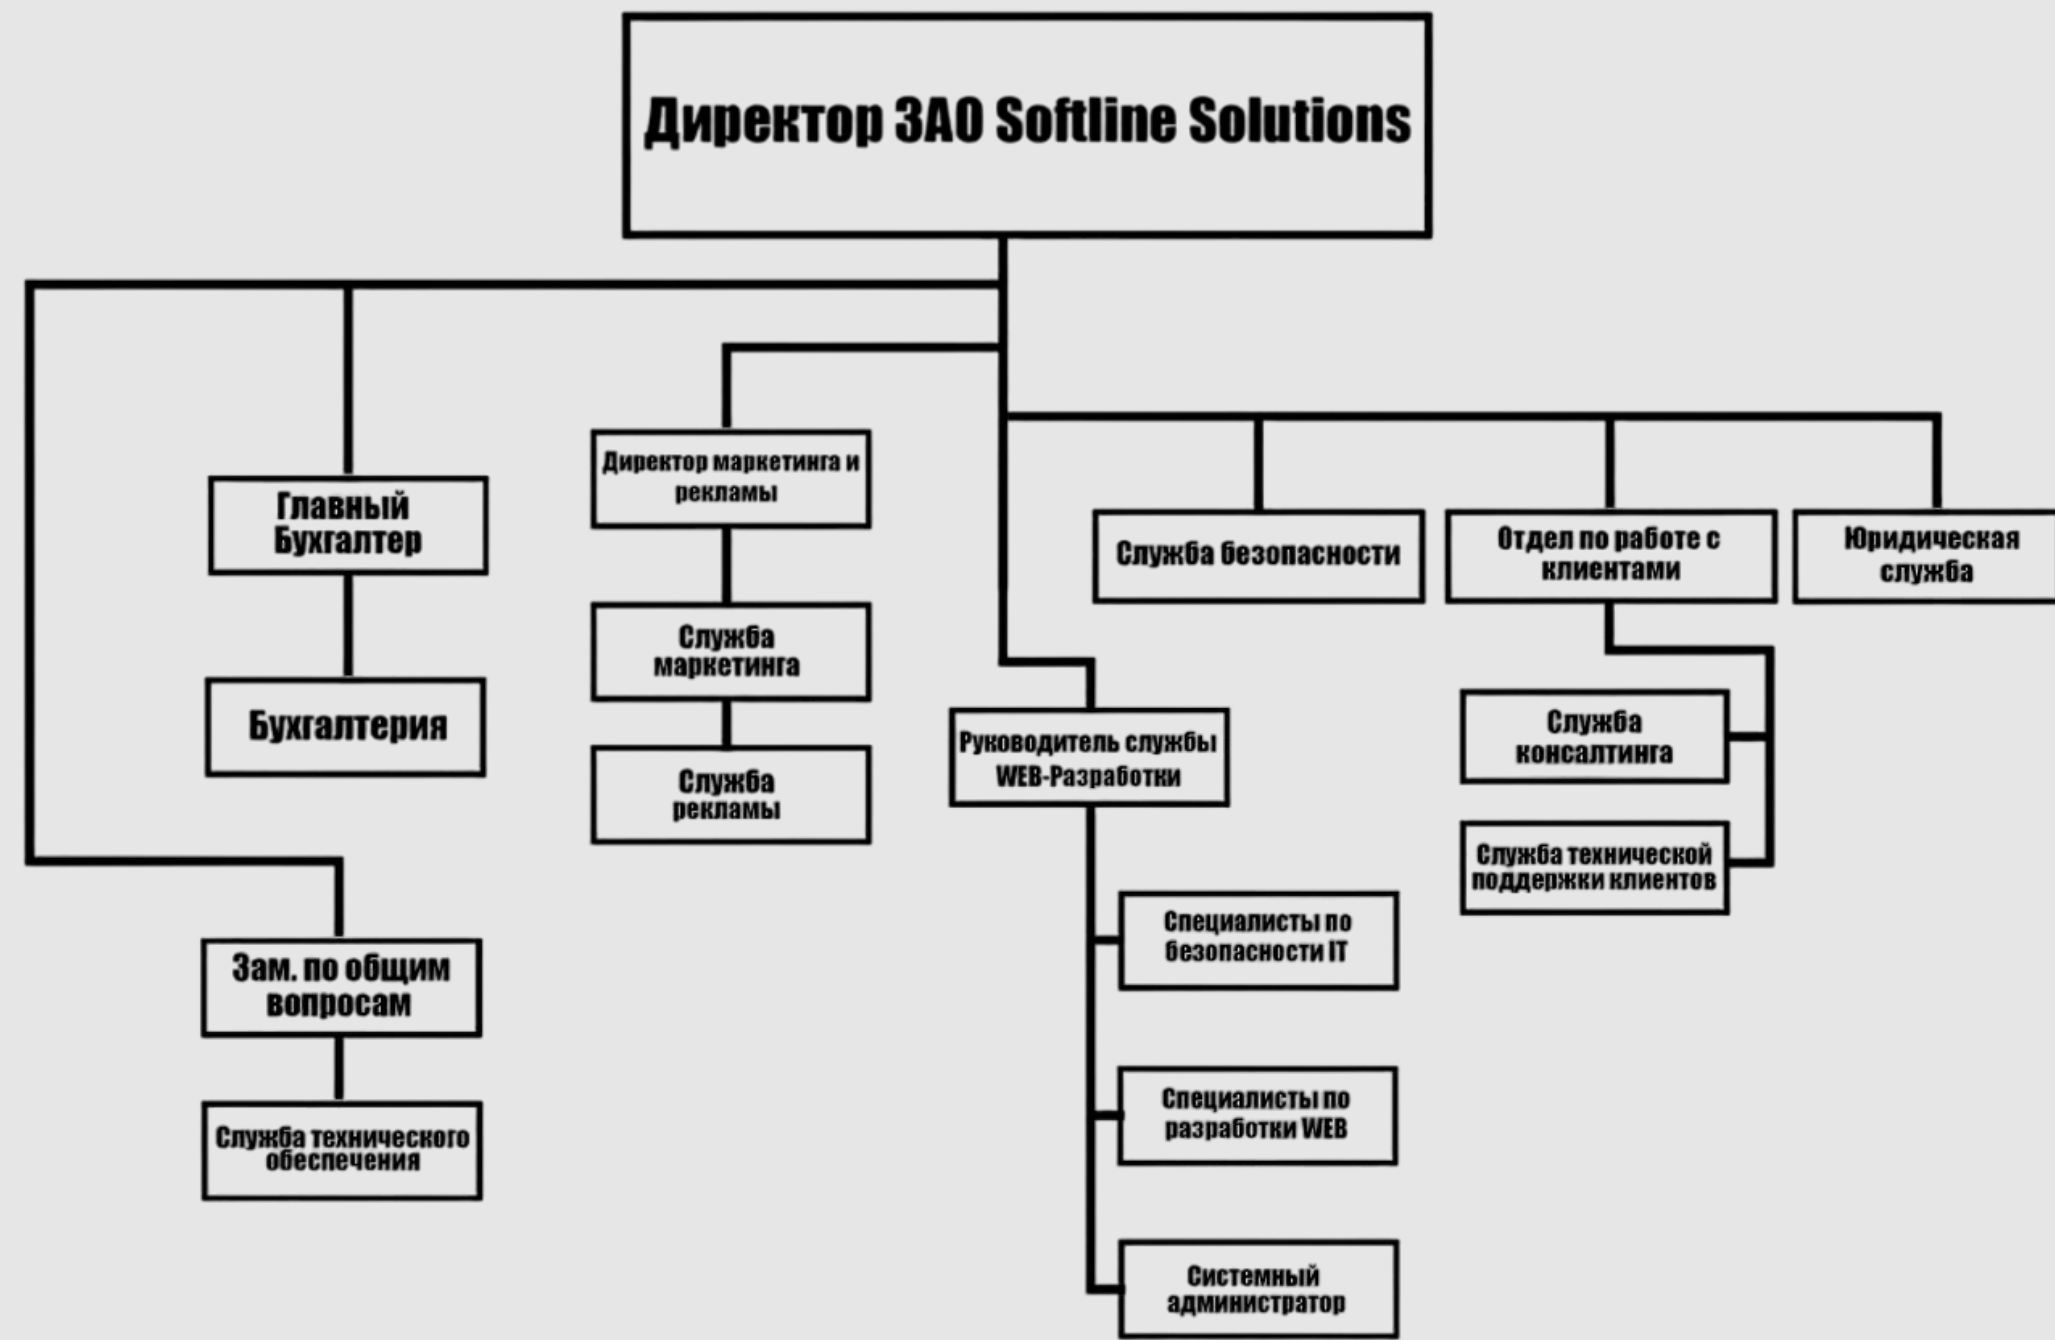 Директор ЗАО Softline Solutions
Главный
Бухгалтер
Бухгалтерия
Зам. по общим
вопросам
Служба технического
обеспечения
Директор маркетинга и
рекламы
Служба
маркетинга
Служба
рекламы
Руководитель службы
WEB-Разработки
Специалисты по
безопасности IT
Специалисты по
разработки WEB
Системный
администратор
Служба безопасности
Отдел по работе с
клиентами
Служба
консалтинга
Служба технической
поддержки клиентов
Юридическая
служба